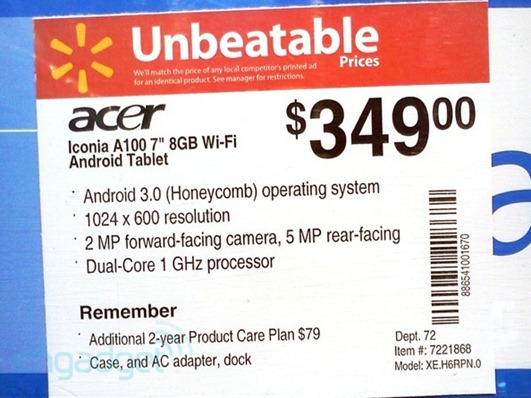 Unbeatable
Prices
We'll match the price of any local competitor's printed ad
for an identical product. See manager for restrictions.
acer
$349 00
Iconia A100 7" 8GB Wi-Fi
Android Tablet
· Android 3.0 (Honeycomb) operating system
· 1024 x 600 resolution
· 2 MP forward-facing camera, 5 MP rear-facing
· Dual-Core 1 GHz processor
886541001670
Remember
· Additional 2-year Product Care Plan $79
· Case, and AC adapter, dock
Dept. 72
Item #: 7221868
Model: XE.H6RPN.0
engadget